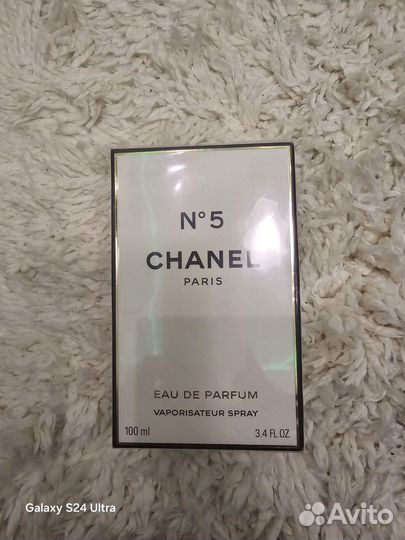 N°5
CHANEL
PARIS
EAU DE PARFUM
VAPORISATEUR SPRAY
100 ml 3.4 FL.OZ.
Galaxy S24 Ultra
Avito